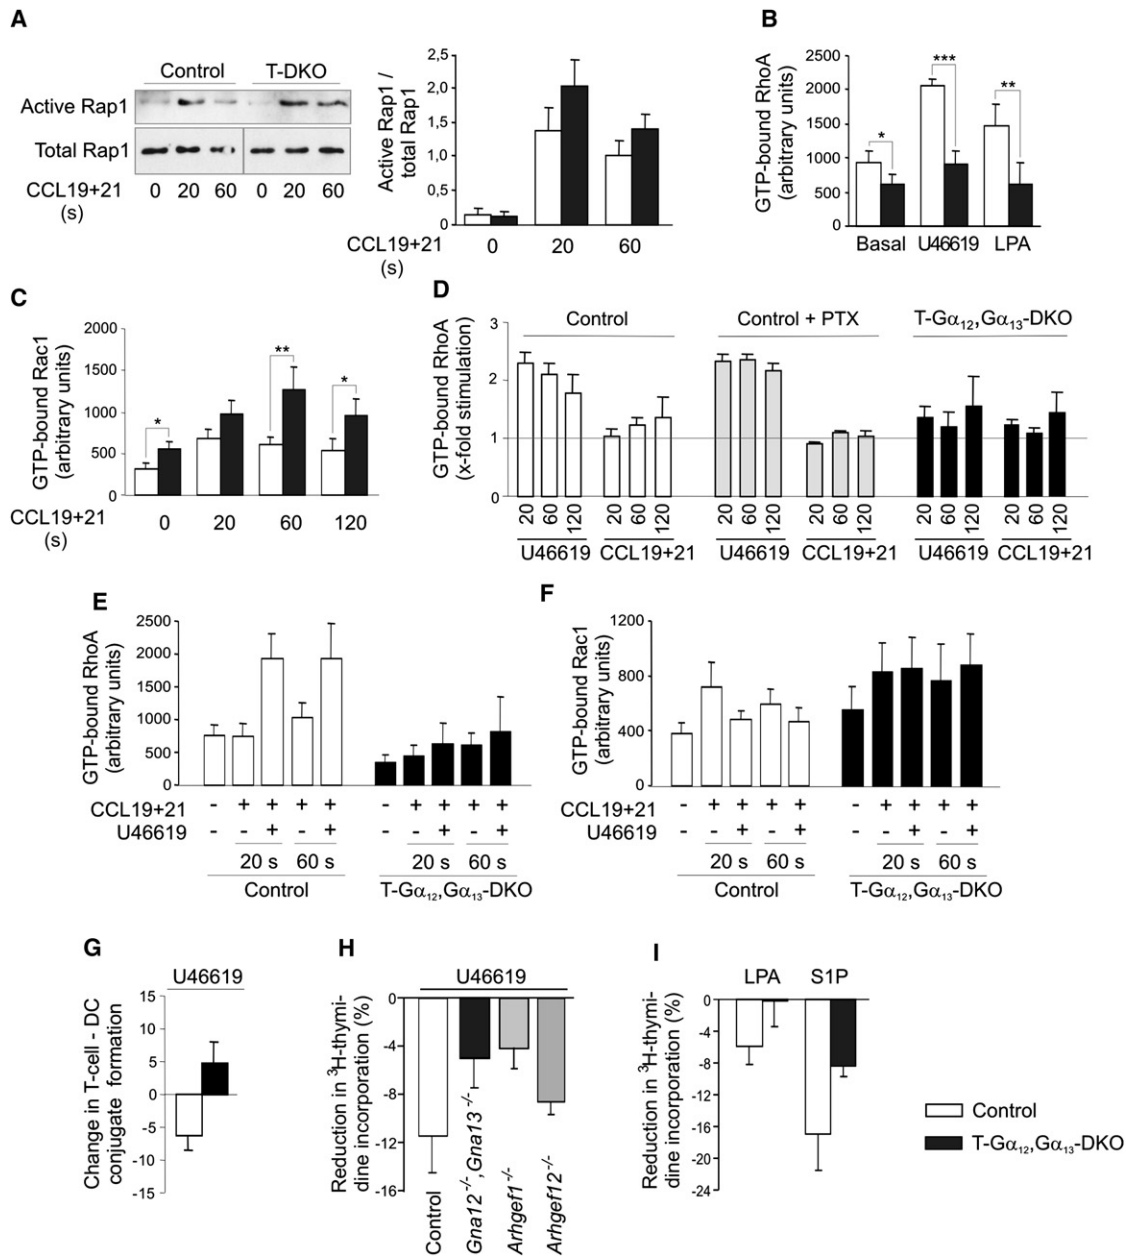 A
Control T-DKO
Active Rap1
Total Rap1
CCL19+21 0 20 60 0 20 60
(s)
Active Rap1 /
total Rap1
2,5
2,0
1,5
1,0
0,5
0
CCL19+21 0 20 60
(s)
B
GTP-bound RhoA
(arbitrary units)
2500
2000
1500
1000
500
0
* *** **
Basal U46619 LPA
C
GTP-bound Rac1
(arbitrary units)
2000
1500
1000
500
0
* ** *
CCL19+21 0 20 60 120
(s)
D
GTP-bound RhoA
(x-fold stimulation)
3
2
1
0
Control Control + PTX T-Gα12,Gα13-DKO
20 60 120 20 60 120 20 60 120 20 60 120 20 60 120 20 60 120
U46619 CCL19+21 U46619 CCL19+21 U46619 CCL19+21
E
GTP-bound RhoA
(arbitrary units)
2500
2000
1500
1000
500
0
CCL19+21 - + + + + - + + + +
U46619 - + + - + +
20 s 60 s 20 s 60 s
Control T-Gα12,Gα13-DKO
F
GTP-bound Rac1
(arbitrary units)
1200
800
400
0
CCL19+21 - + + + + - + + + +
U46619 - + + - + +
20 s 60 s 20 s 60 s
Control T-Gα12,Gα13-DKO
G
U46619
Change in T-cell - DC
conjugate formation
15
10
5
0
-5
-10
-15
H
U46619
Reduction in ³H-thymi-
dine incorporation (%)
0
-4
-8
-12
-16
Control
Gna12-/-,Gna13-/-
Arhgef1-/-
Arhgef12-/-
I
LPA S1P
Reduction in ³H-thymi-
dine incorporation (%)
0
-4
-8
-12
-16
-20
-24
Control
T-Gα12,Gα13-DKO